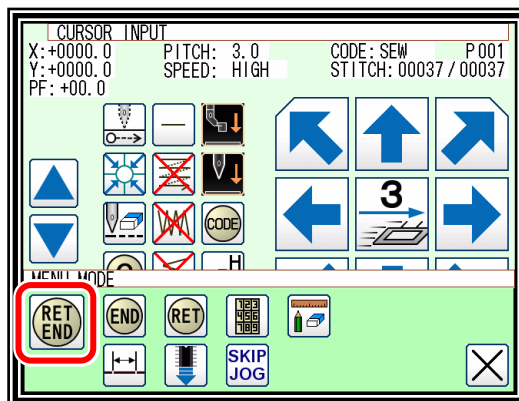 CURSOR INPUT
X:+0000.0 PITCH: 3.0 CODE:SEW P001
Y:+0000.0 SPEED: HIGH STITCH:00037/00037
PF:+00.0
3
CODE
H
MENU MODE
RET END
END
RET
123
456
789
SKIP
JOG